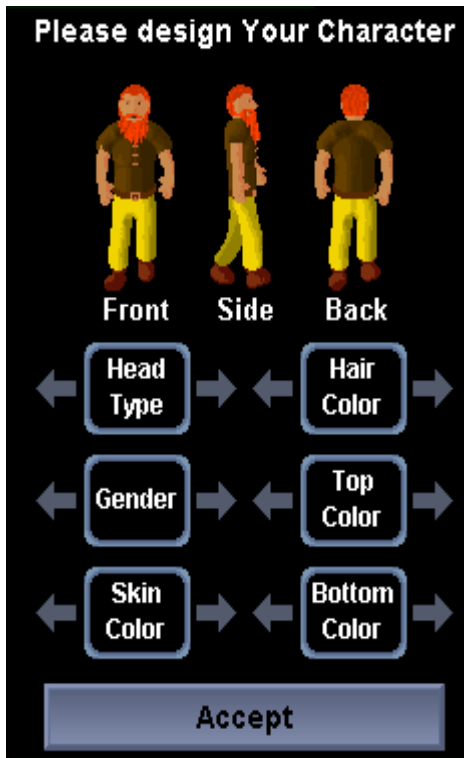 Please design Your Character
Front Side Back
Head Type
Hair Color
Gender
Top Color
Skin Color
Bottom Color
Accept